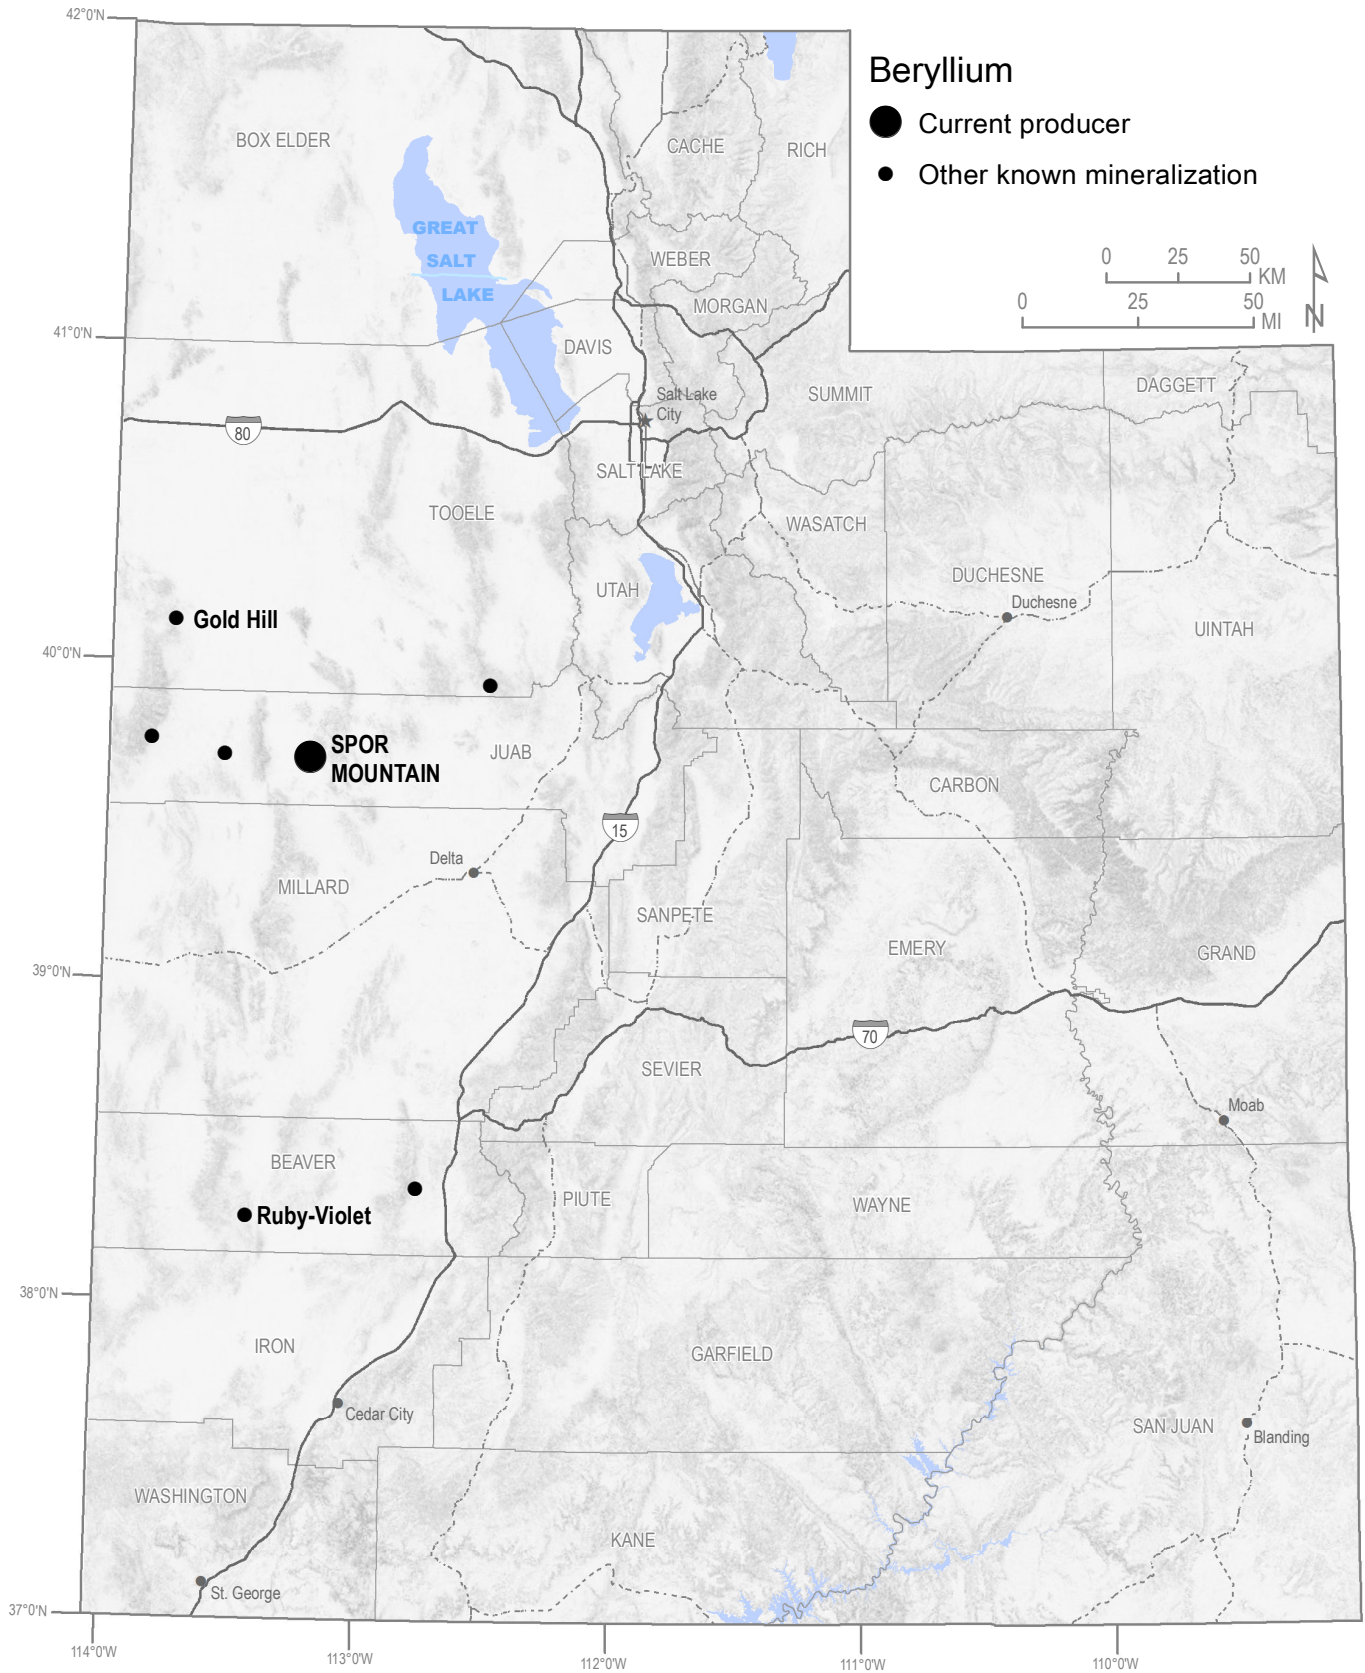 42°0'N
Beryllium
Current producer
Other known mineralization
BOX ELDER
CACHE
RICH
GREAT
SALT
LAKE
WEBER
MORGAN
0 25 50
KM
0 25 50
MI
N
41°0'N
DAVIS
Salt Lake
City
SUMMIT
DAGGETT
80
SALT LAKE
TOOELE
WASATCH
UTAH
DUCHESNE
Duchesne
UINTAH
Gold Hill
40°0'N
SPOR
MOUNTAIN
JUAB
CARBON
15
Delta
MILLARD
SANPETE
EMERY
GRAND
39°0'N
70
SEVIER
Moab
BEAVER
PIUTE
WAYNE
Ruby-Violet
38°0'N
IRON
GARFIELD
Cedar City
SAN JUAN
Blanding
WASHINGTON
KANE
St. George
37°0'N
114°0'W
113°0'W
112°0'W
111°0'W
110°0'W